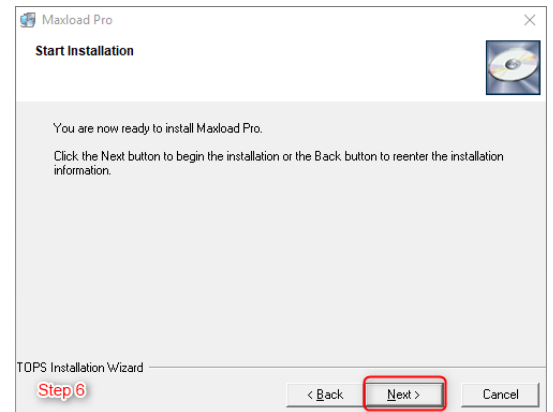 Maxload Pro
Start Installation
You are now ready to install Maxload Pro.
Click the Next button to begin the installation or the Back button to reenter the installation
information.
TOPS Installation Wizard
Step 6
< Back
Next >
Cancel